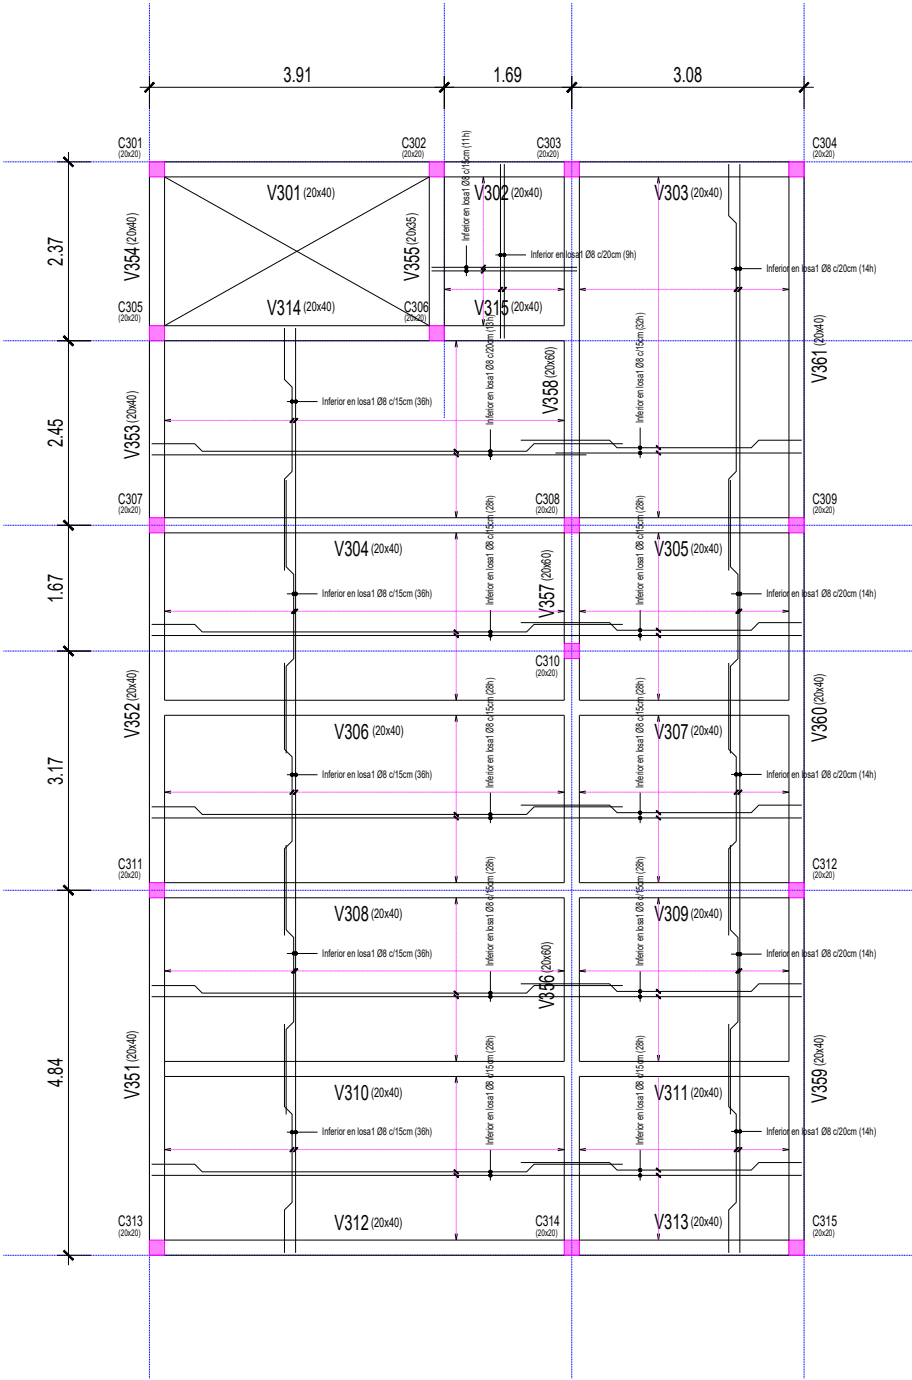 3.91
1.69
3.08
C301
(20x20)
C302
(20x20)
C303
(20x20)
C304
(20x20)
V301 (20x40)
V302 (20x40)
V303 (20x40)
Inferior en losa1 Ø8 c/15cm (11h)
2.37
V354 (20x40)
V355 (20x35)
Inferior en losa1 Ø8 c/20cm (9h)
Inferior en losa1 Ø8 c/20cm (14h)
C305
(20x20)
V314 (20x40)
C306
(20x20)
V315 (20x40)
Inferior en losa1 Ø8 c/20cm (13h)
Inferior en losa1 Ø8 c/15cm (32h)
V361 (20x40)
V358 (20x60)
2.45
V353 (20x40)
Inferior en losa1 Ø8 c/15cm (36h)
C307
(20x20)
C308
(20x20)
C309
(20x20)
Inferior en losa1 Ø8 c/15cm (28h)
Inferior en losa1 Ø8 c/15cm (28h)
V304 (20x40)
V305 (20x40)
1.67
V357 (20x60)
Inferior en losa1 Ø8 c/15cm (36h)
Inferior en losa1 Ø8 c/20cm (14h)
C310
(20x20)
V352 (20x40)
V360 (20x40)
Inferior en losa1 Ø8 c/15cm (28h)
Inferior en losa1 Ø8 c/15cm (28h)
V306 (20x40)
V307 (20x40)
3.17
Inferior en losa1 Ø8 c/15cm (36h)
Inferior en losa1 Ø8 c/20cm (14h)
C311
(20x20)
C312
(20x20)
Inferior en losa1 Ø8 c/15cm (28h)
Inferior en losa1 Ø8 c/15cm (28h)
V308 (20x40)
V309 (20x40)
Inferior en losa1 Ø8 c/15cm (36h)
Inferior en losa1 Ø8 c/20cm (14h)
V356 (20x60)
4.84
V351 (20x40)
V359 (20x40)
Inferior en losa1 Ø8 c/15cm (28h)
Inferior en losa1 Ø8 c/15cm (28h)
V310 (20x40)
V311 (20x40)
Inferior en losa1 Ø8 c/15cm (36h)
Inferior en losa1 Ø8 c/20cm (14h)
C313
(20x20)
V312 (20x40)
C314
(20x20)
V313 (20x40)
C315
(20x20)